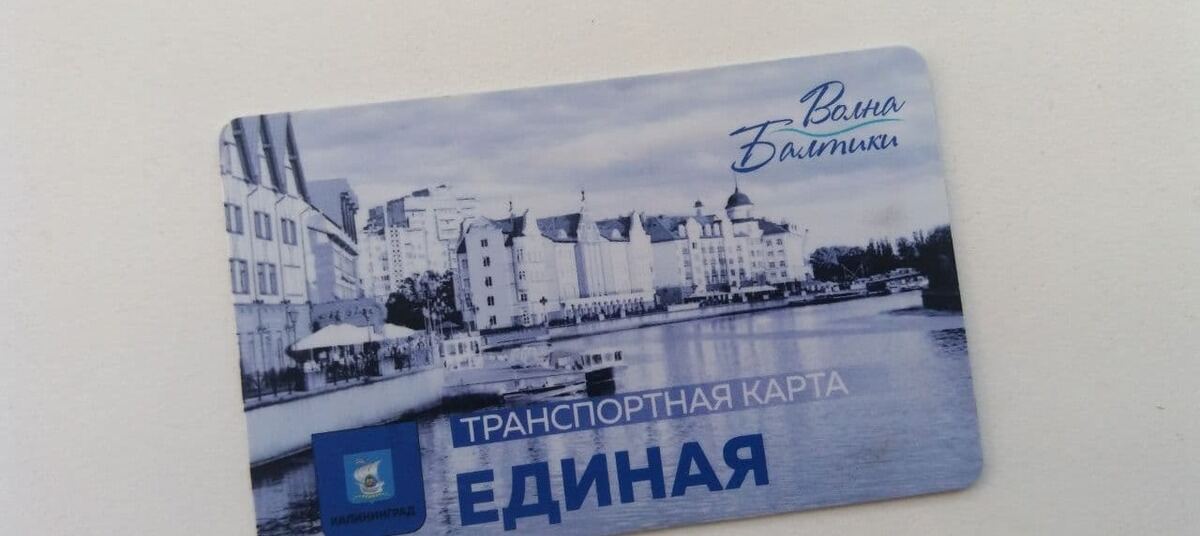 Волна
Балтики
ТРАНСПОРТНАЯ КАРТА
ЕДИНАЯ
КАЛИНИНГРАД